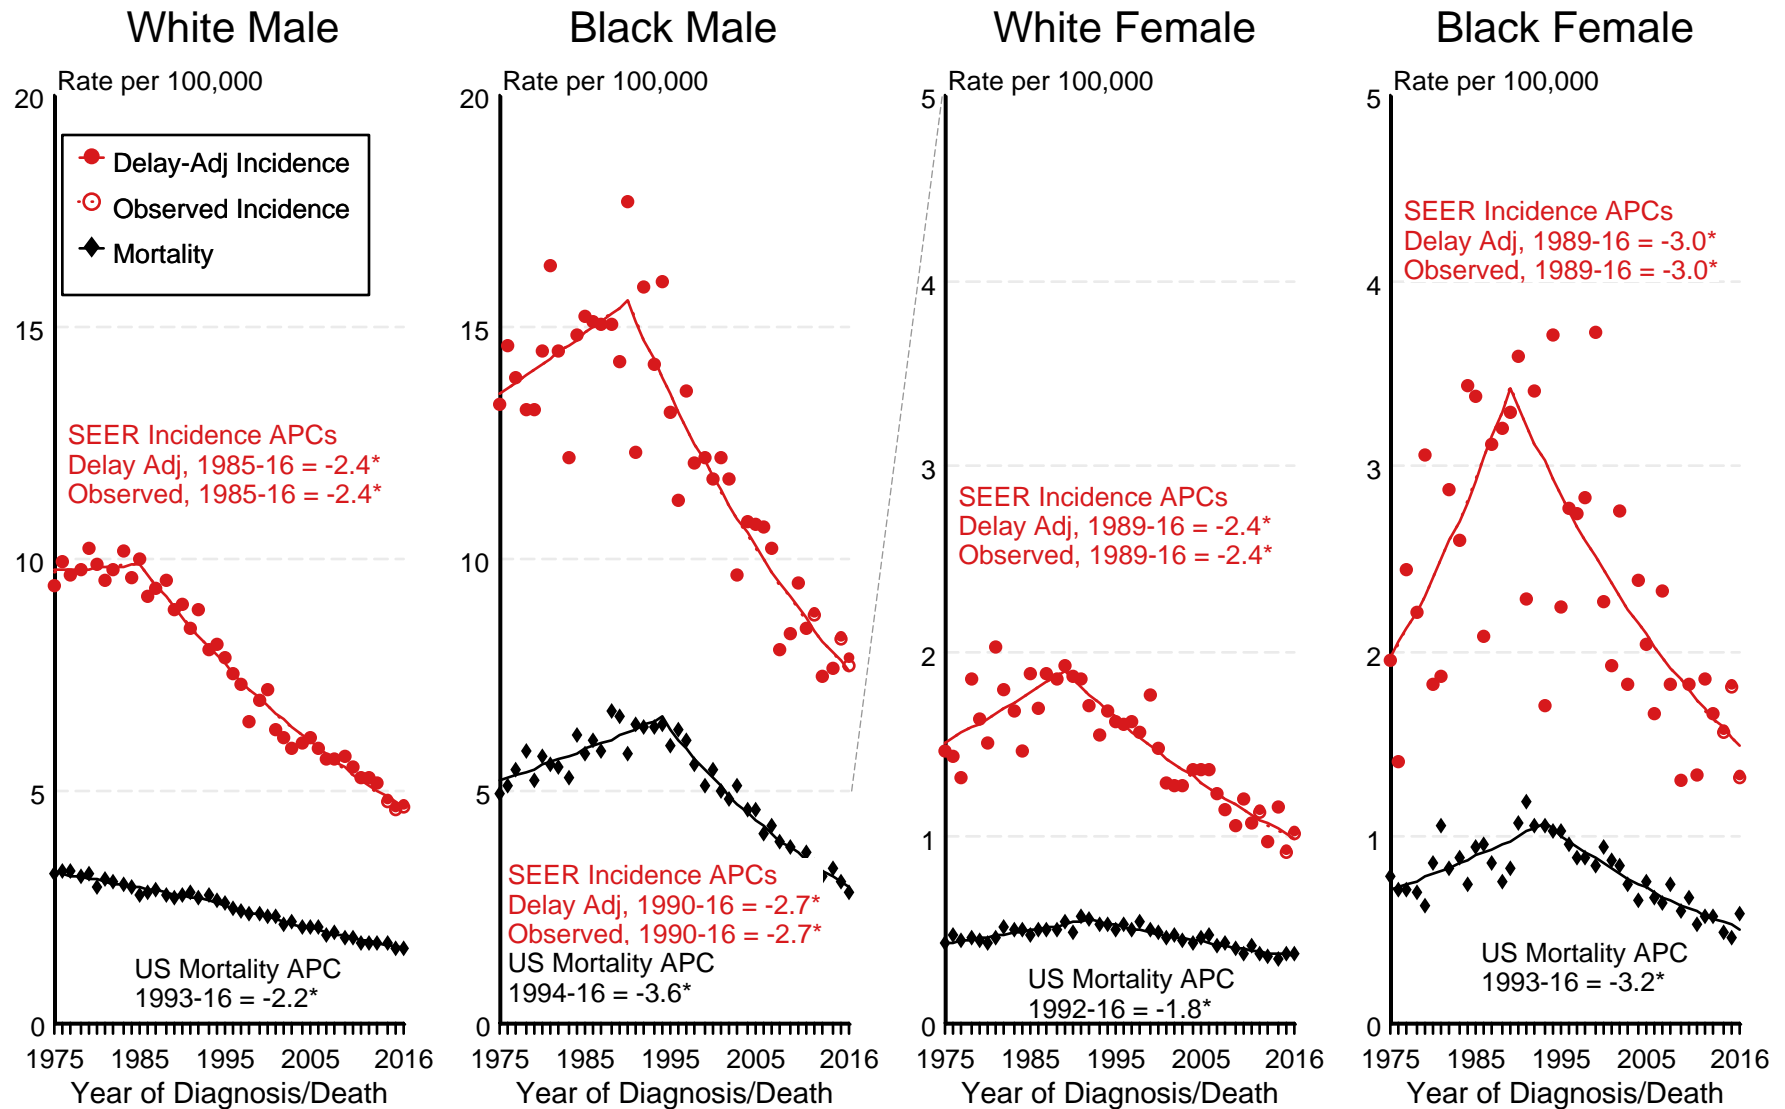 White Male
Rate per 100,000
20
15
10
5
0
Delay-Adj Incidence
Observed Incidence
Mortality
SEER Incidence APCs
Delay Adj, 1985-16 = -2.4*
Observed, 1985-16 = -2.4*
US Mortality APC
1993-16 = -2.2*
1975 1985 1995 2005 2016
Year of Diagnosis/Death
Black Male
Rate per 100,000
20
15
10
5
0
SEER Incidence APCs
Delay Adj, 1990-16 = -2.7*
Observed, 1990-16 = -2.7*
US Mortality APC
1994-16 = -3.6*
1975 1985 1995 2005 2016
Year of Diagnosis/Death
White Female
Rate per 100,000
5
4
3
2
1
0
SEER Incidence APCs
Delay Adj, 1989-16 = -2.4*
Observed, 1989-16 = -2.4*
US Mortality APC
1992-16 = -1.8*
1975 1985 1995 2005 2016
Year of Diagnosis/Death
Black Female
Rate per 100,000
5
4
3
2
1
0
SEER Incidence APCs
Delay Adj, 1989-16 = -3.0*
Observed, 1989-16 = -3.0*
US Mortality APC
1993-16 = -3.2*
1975 1985 1995 2005 2016
Year of Diagnosis/Death